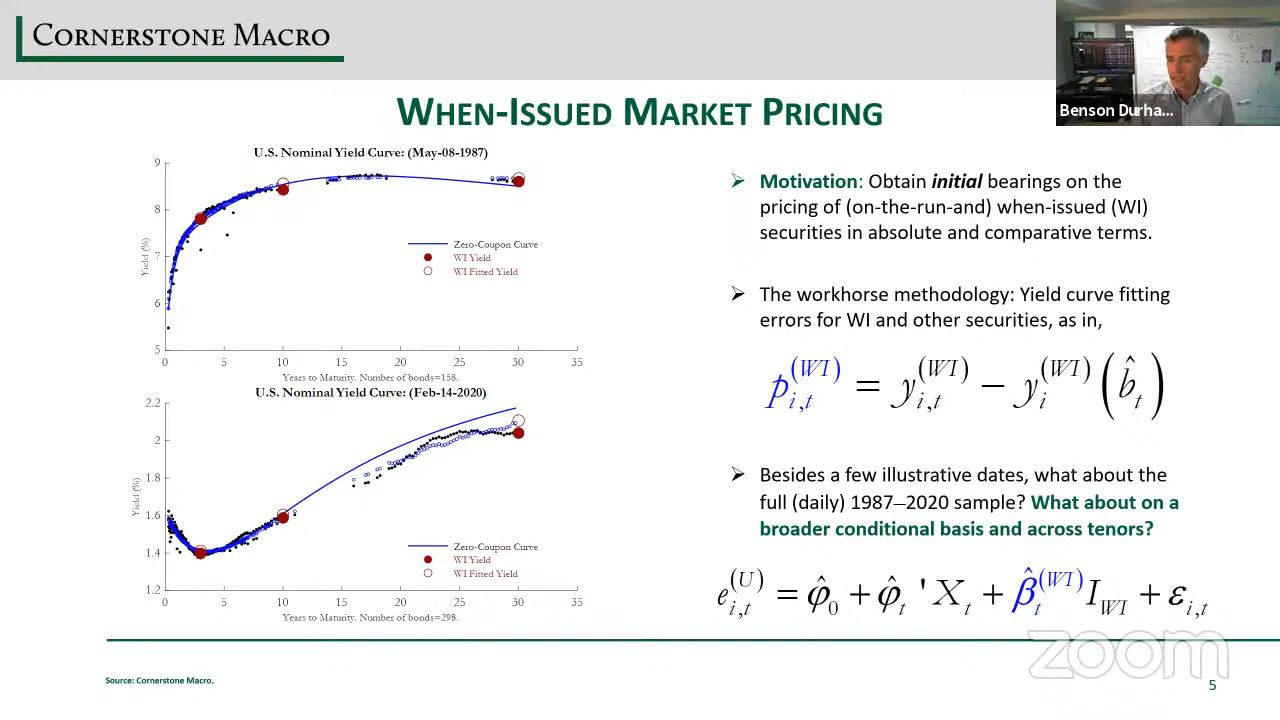 CORNERSTONE MACRO
Benson Durha...
WHEN-ISSUED MARKET PRICING
U.S. Nominal Yield Curve: (May-08-1987)
9
8
7
6
5
Yield (%)
Zero-Coupon Curve
WI Yield
WI Fitted Yield
0 5 10 15 20 25 30 35
Years to Maturity. Number of bonds=158.
U.S. Nominal Yield Curve: (Feb-14-2020)
2.2
2
1.8
1.6
1.4
1.2
Yield (%)
Zero-Coupon Curve
WI Yield
WI Fitted Yield
0 5 10 15 20 25 30 35
Years to Maturity. Number of bonds=298.
➢ Motivation: Obtain initial bearings on the
pricing of (on-the-run-and) when-issued (WI)
securities in absolute and comparative terms.
➢ The workhorse methodology: Yield curve fitting
errors for WI and other securities, as in,
p_{i,t}^{(WI)} = y_{i,t}^{(WI)} − y_i^{(WI)} (b̂_t)
➢ Besides a few illustrative dates, what about the
full (daily) 1987–2020 sample? What about on a
broader conditional basis and across tenors?
e_{i,t}^{(U)} = φ̂_0 + φ̂_t ' X_t + β̂_t^{(WI)} I_{WI} + ε_{i,t}
zoom
Source: Cornerstone Macro.
5